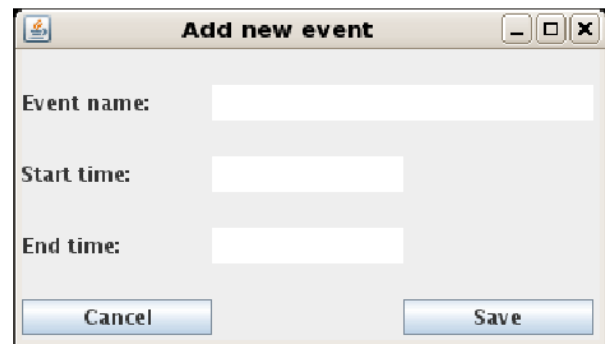 Add new event
Event name:
Start time:
End time:
Cancel Save